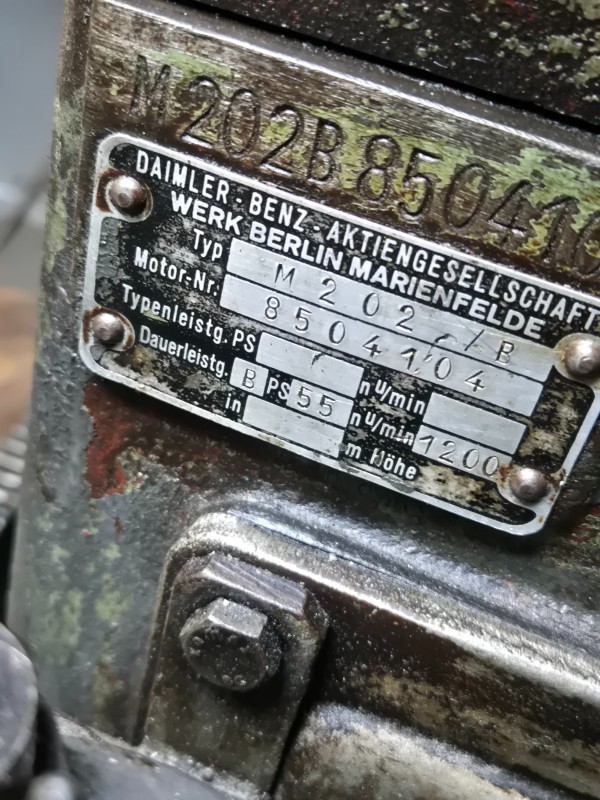 M202B 850410
DAIMLER-BENZ-AKTIENGESELLSCHAFT
WERK BERLIN MARIENFELDE
Typ M 202 / B
Motor-Nr. 8504104
Typenleistg. PS n u/min
Dauerleistg. B PS 55 n u/min 1200
in m. Höhe